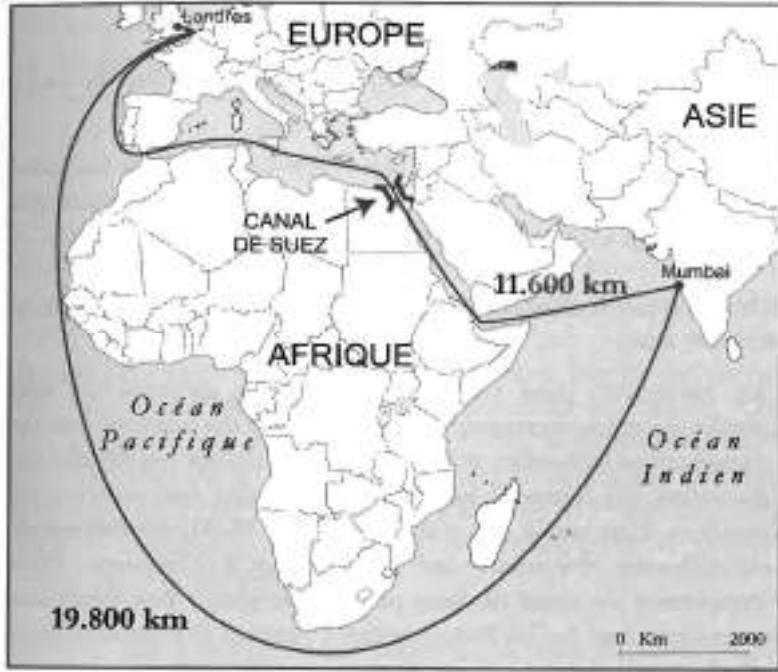 Londres
EUROPE
ASIE
CANAL
DE SUEZ
Mumbai
11.600 km
AFRIQUE
Océan
Pacifique
Océan
Indien
19.800 km
0 Km 2000